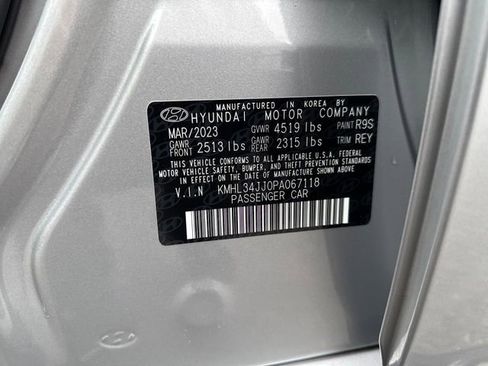 MANUFACTURED IN KOREA BY
HYUNDAI MOTOR COMPANY
MAR/2023 GVWR 4519 lbs PAINT R9S
GAWR FRONT 2513 lbs GAWR REAR 2315 lbs TRIM REY
THIS VEHICLE CONFORMS TO ALL APPLICABLE U.S.A. FEDERAL
MOTOR VEHICLE SAFETY, BUMPER, AND THEFT PREVENTION STANDARDS
IN EFFECT ON THE DATE OF MANUFACTURE SHOWN ABOVE.
V.I.N KMHL34JJ0PA067118
PASSENGER CAR